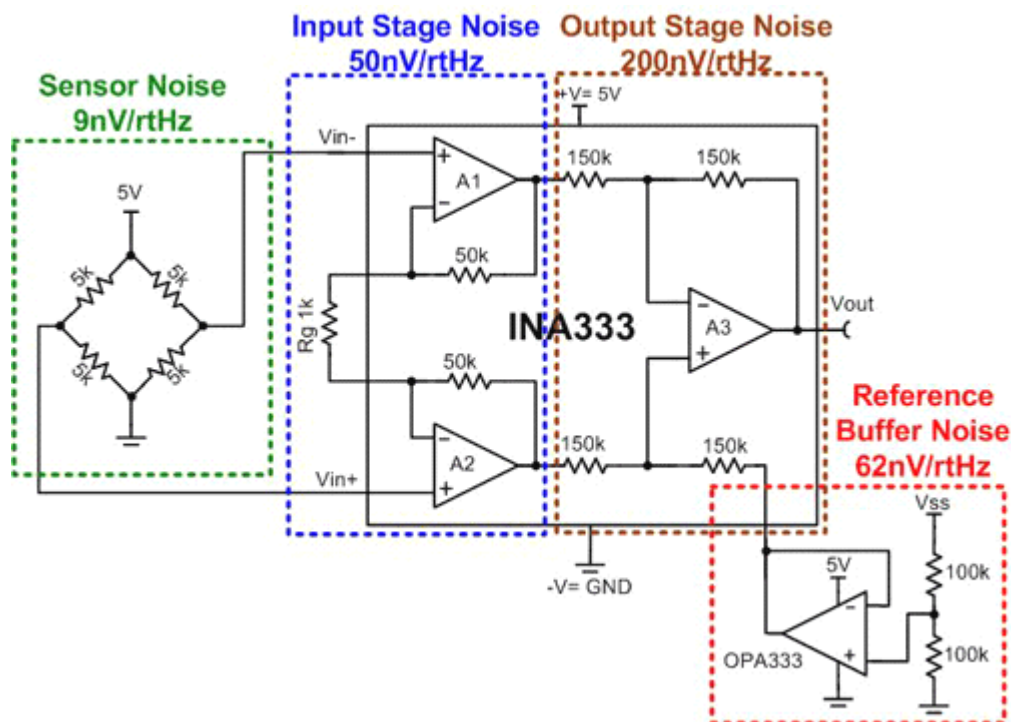 Input Stage Noise
50nV/rtHz
Output Stage Noise
200nV/rtHz
Sensor Noise
9nV/rtHz
+V= 5V
Vin-
5V
5k
5k
5k
5k
A1
50k
Rg 1k
50k
A2
Vin+
150k
150k
INA333
A3
Vout
150k
150k
-V= GND
Reference
Buffer Noise
62nV/rtHz
Vss
100k
5V
OPA333
100k
+
-
-
+
-
+
-
+